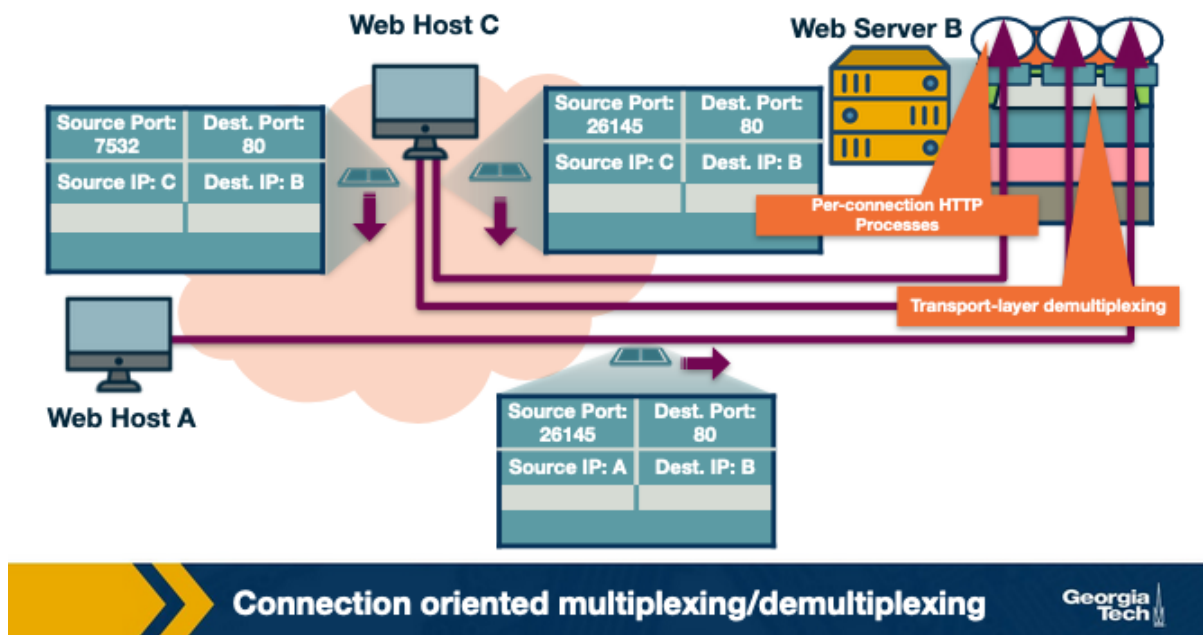 Web Host C
Web Server B
Source Port:
7532
Dest. Port:
80
Source IP: C
Dest. IP: B
Source Port:
26145
Dest. Port:
80
Source IP: C
Dest. IP: B
Per-connection HTTP
Processes
Transport-layer demultiplexing
Web Host A
Source Port:
26145
Dest. Port:
80
Source IP: A
Dest. IP: B
Connection oriented multiplexing/demultiplexing
Georgia
Tech